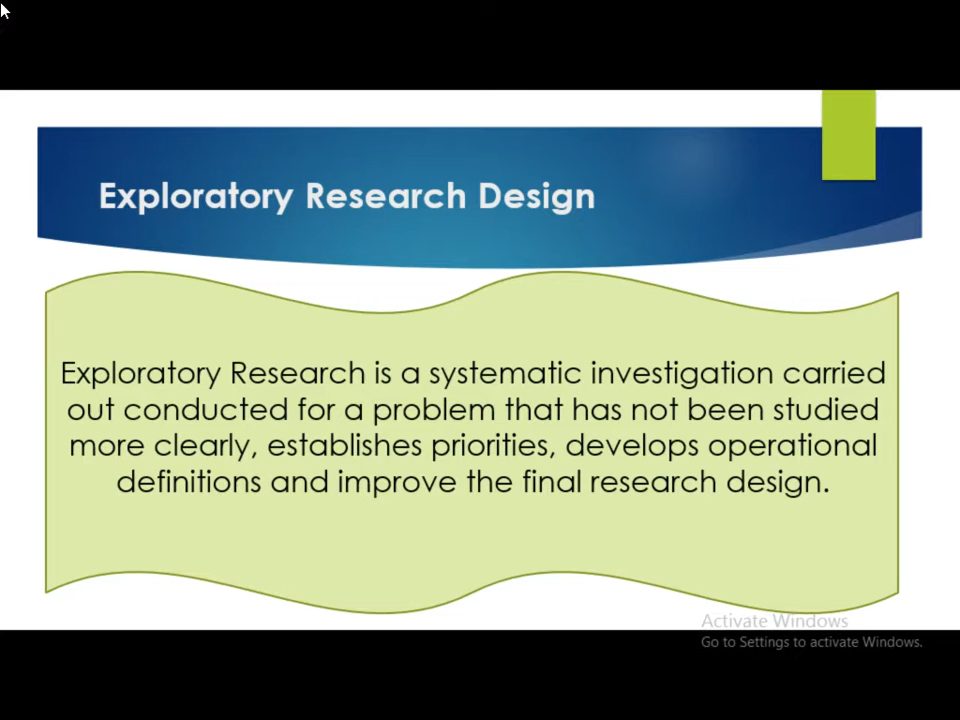 Exploratory Research Design
Exploratory Research is a systematic investigation carried
out conducted for a problem that has not been studied
more clearly, establishes priorities, develops operational
definitions and improve the final research design.
Activate Windows
Go to Settings to activate Windows.